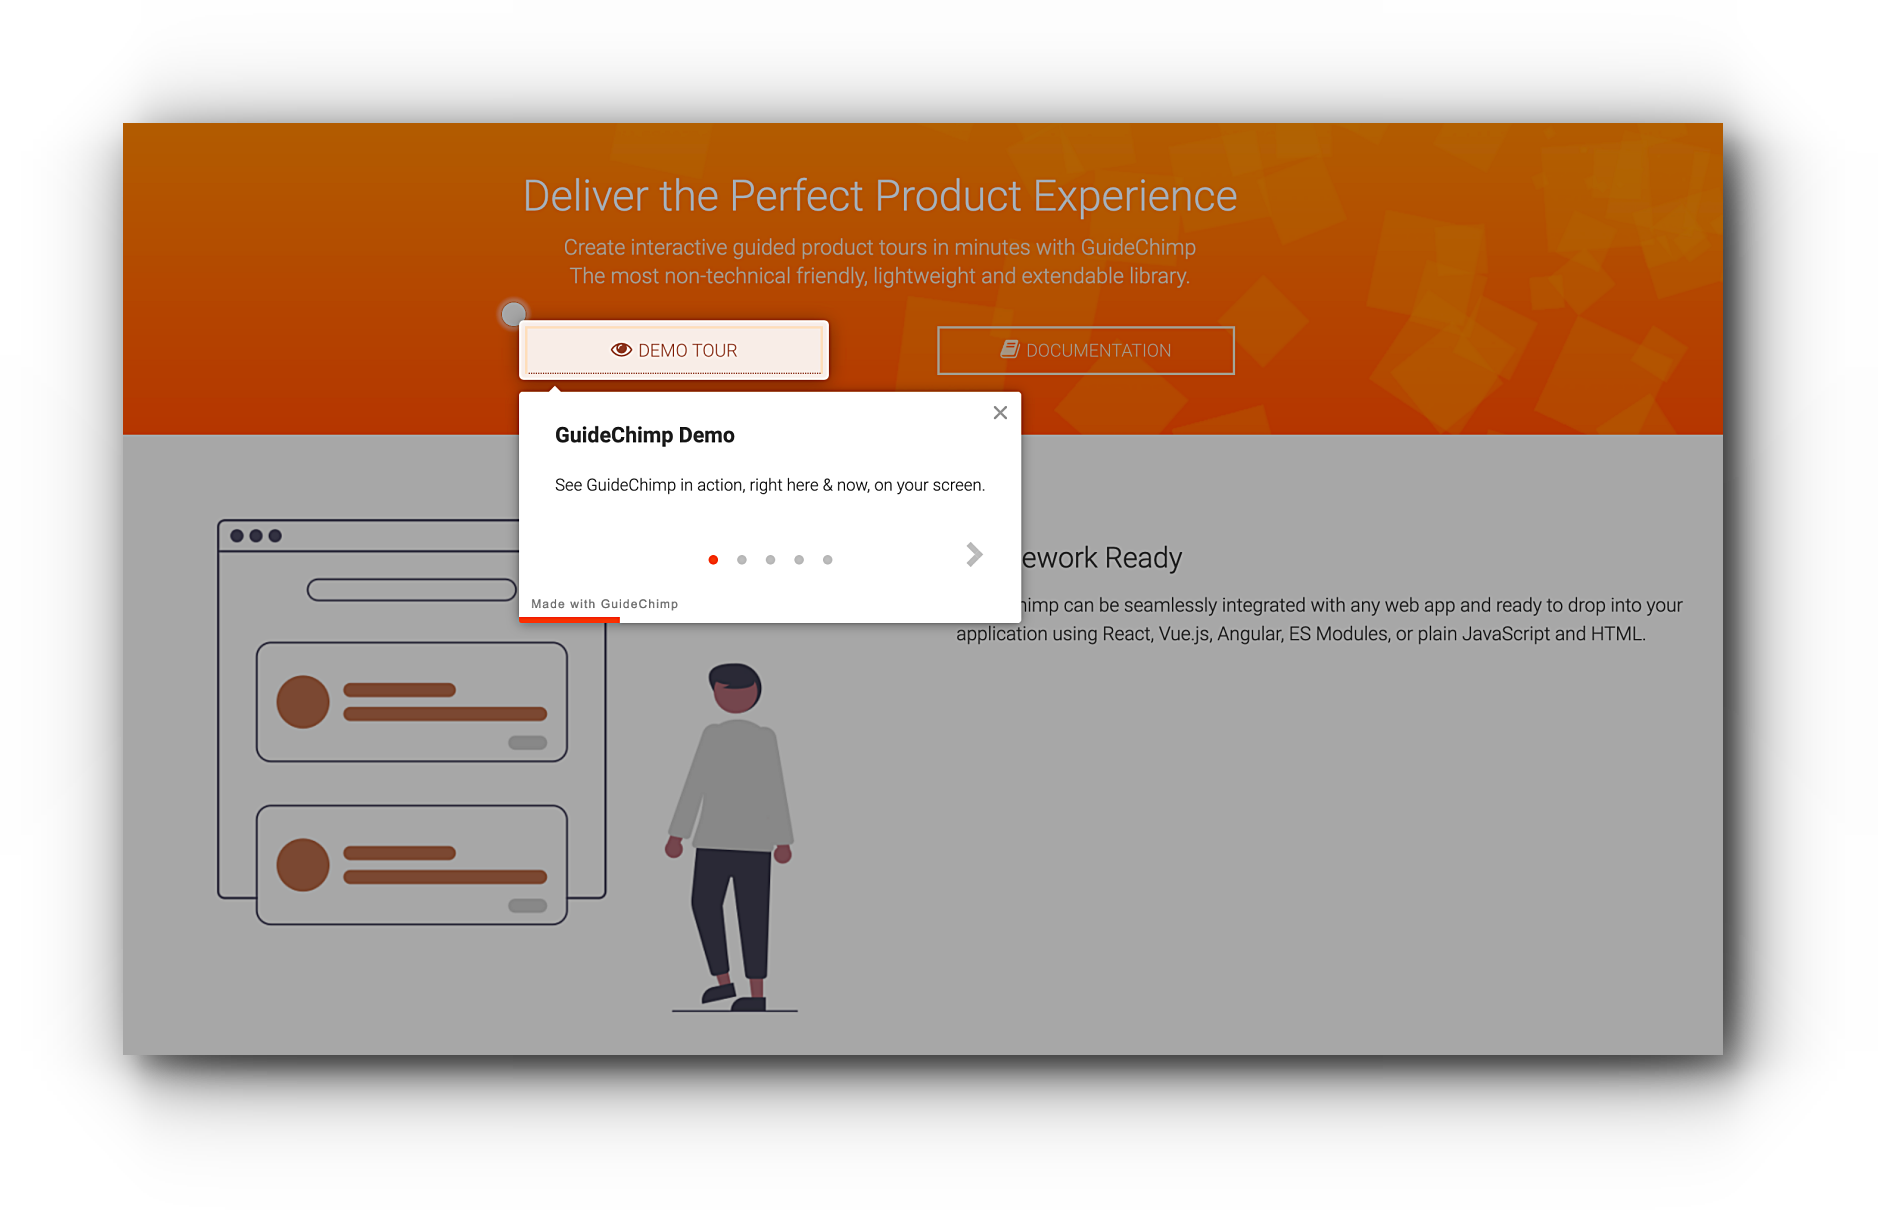 Deliver the Perfect Product Experience
Create interactive guided product tours in minutes with GuideChimp
The most non-technical friendly, lightweight and extendable library.
DEMO TOUR
DOCUMENTATION
GuideChimp Demo
See GuideChimp in action, right here & now, on your screen.
Made with GuideChimp
ework Ready
himp can be seamlessly integrated with any web app and ready to drop into your
application using React, Vue.js, Angular, ES Modules, or plain JavaScript and HTML.